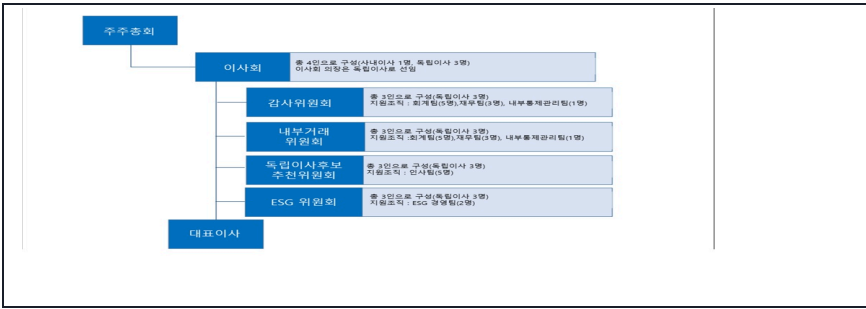 주주총회
이사회
총 4인으로 구성(사내이사 1명, 독립이사 3명)
이사회 의장은 독립이사로 선임
감사위원회
총 3인으로 구성(독립이사 3명)
지원조직 : 회계팀(5명),재무팀(3명), 내부통제관리팀(1명)
내부거래
위원회
총 3인으로 구성(독립이사 3명)
지원조직 :회계팀(5명),재무팀(3명), 내부통제관리팀(1명)
독립이사후보
추천위원회
총 3인으로 구성(독립이사 3명)
지원조직 : 인사팀(5명)
ESG 위원회
총 3인으로 구성(독립이사 3명)
지원조직 : ESG 경영팀(2명)
대표이사